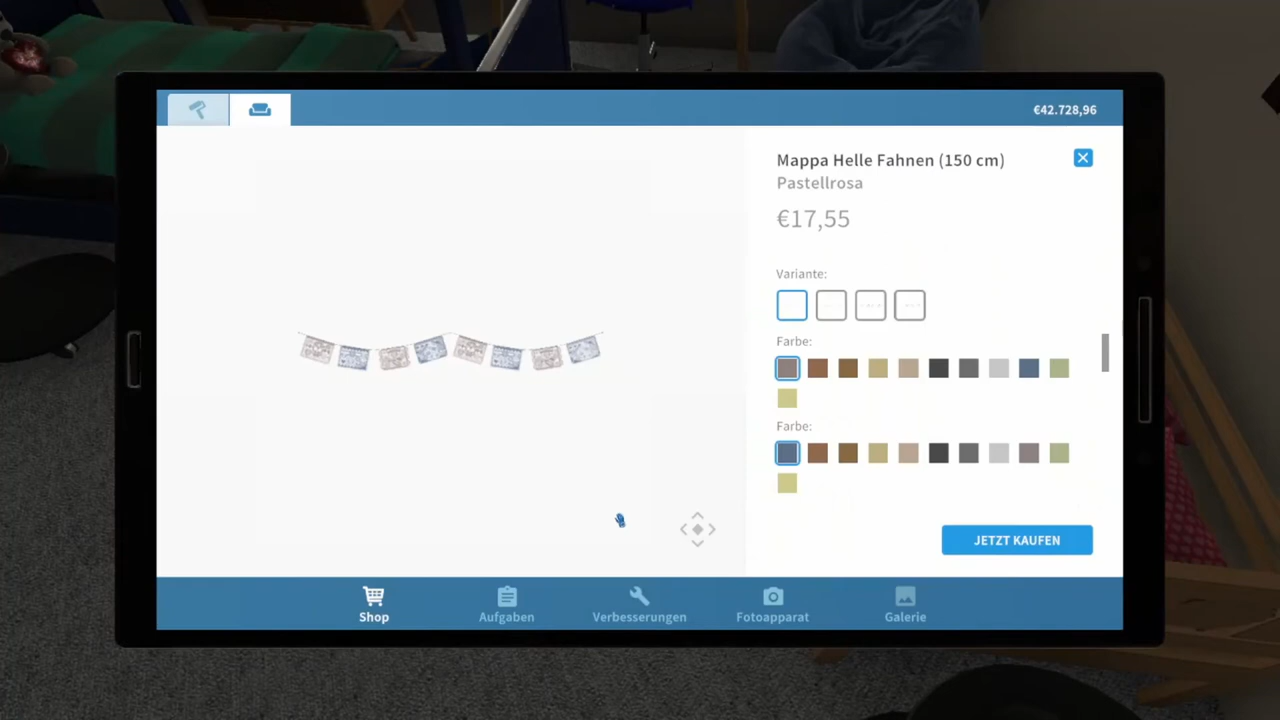 €42.728,96
Mappa Helle Fahnen (150 cm)
Pastellrosa
€17,55
Variante:
Farbe:
Farbe:
JETZT KAUFEN
Shop
Aufgaben
Verbesserungen
Fotoapparat
Galerie